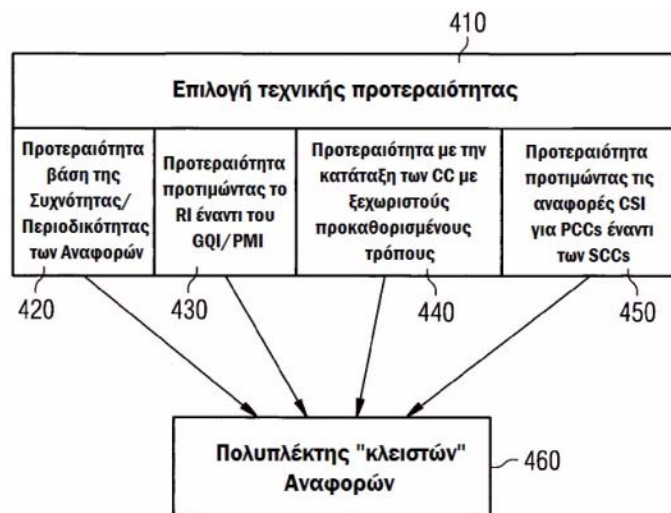 410
Επιλογή τεχνικής προτεραιότητας
Προτεραιότητα
βάση της
Συχνότητας/
Περιοδικότητας
των Αναφορών
Προτεραιότητα
προτιμώντας το
RI έναντι του
GQI/PMI
Προτεραιότητα με την
κατάταξη των CC με
ξεχωριστούς
προκαθορισμένους
τρόπους
Προτεραιότητα
προτιμώντας τις
αναφορές CSI
για PCCs έναντι
των SCCs
420
430
440
450
Πολυπλέκτης "κλειστών"
Αναφορών
460